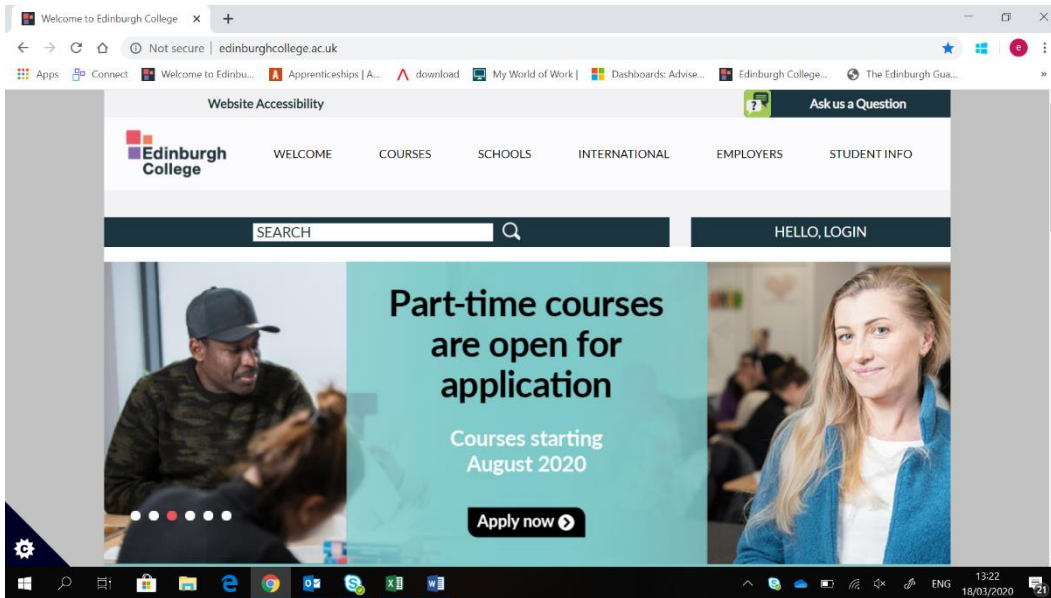 Welcome to Edinburgh College
Not secure | edinburghcollege.ac.uk
e
Apps Connect Welcome to Edinbu... Apprenticeships | A... download My World of Work | Dashboards: Advise... Edinburgh College... The Edinburgh Gua... »
Website Accessibility ? Ask us a Question
Edinburgh
College
WELCOME COURSES SCHOOLS INTERNATIONAL EMPLOYERS STUDENT INFO
SEARCH HELLO, LOGIN
Part-time courses
are open for
application
Courses starting
August 2020
Apply now
13:22
ENG
18/03/2020
21